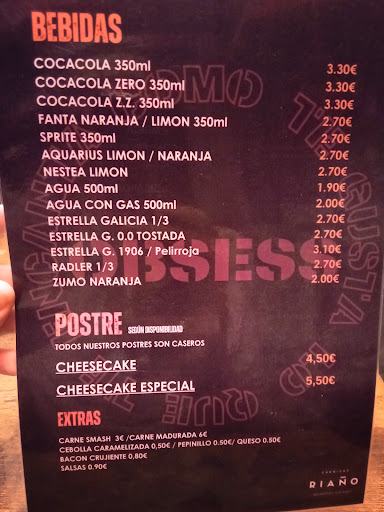 BEBIDAS
COCACOLA 350ml 3.30€
COCACOLA ZERO 350ml 3.30€
COCACOLA Z.Z. 350ml 3.30€
FANTA NARANJA / LIMON 350ml 2.70€
SPRITE 350ml 2.70€
AQUARIUS LIMON / NARANJA 2.70€
NESTEA LIMON 2.70€
AGUA 500ml 1.90€
AGUA CON GAS 500ml 2.00€
ESTRELLA GALICIA 1/3 2.70€
ESTRELLA G. 0.0 TOSTADA 2.70€
ESTRELLA G. 1906 / Pelirroja 3.10€
RADLER 1/3 2.70€
ZUMO NARANJA 2.00€
OBSESS
POSTRE SEGÚN DISPONIBILIDAD
TODOS NUESTROS POSTRES SON CASEROS
CHEESECAKE 4,50€
CHEESECAKE ESPECIAL 5,50€
EXTRAS
CARNE SMASH 3€ /CARNE MADURADA 6€
CEBOLLA CARAMELIZADA 0,50€ / PEPINILLO 0.50€/ QUESO 0.50€
BACON CRUJIENTE 0,80€
SALSAS 0.90€
RIAÑO